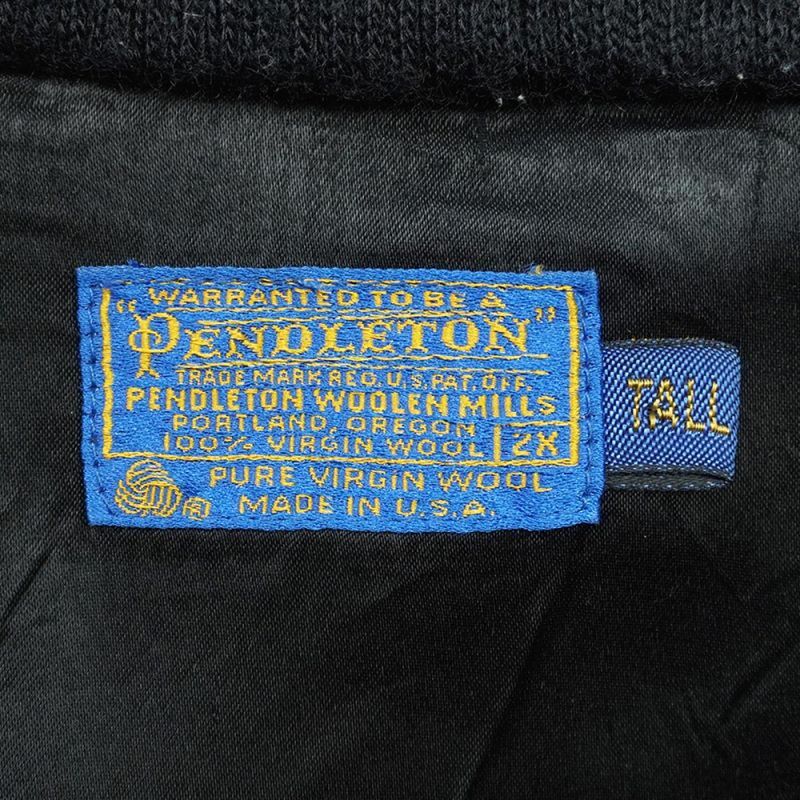 WARRANTED TO BE A
"PENDLETON"
TRADE MARK REG. U.S. PAT. OFF.
PENDLETON WOOLEN MILLS
PORTLAND, OREGON
100% VIRGIN WOOL 2X
PURE VIRGIN WOOL
MADE IN U.S.A.
TALL